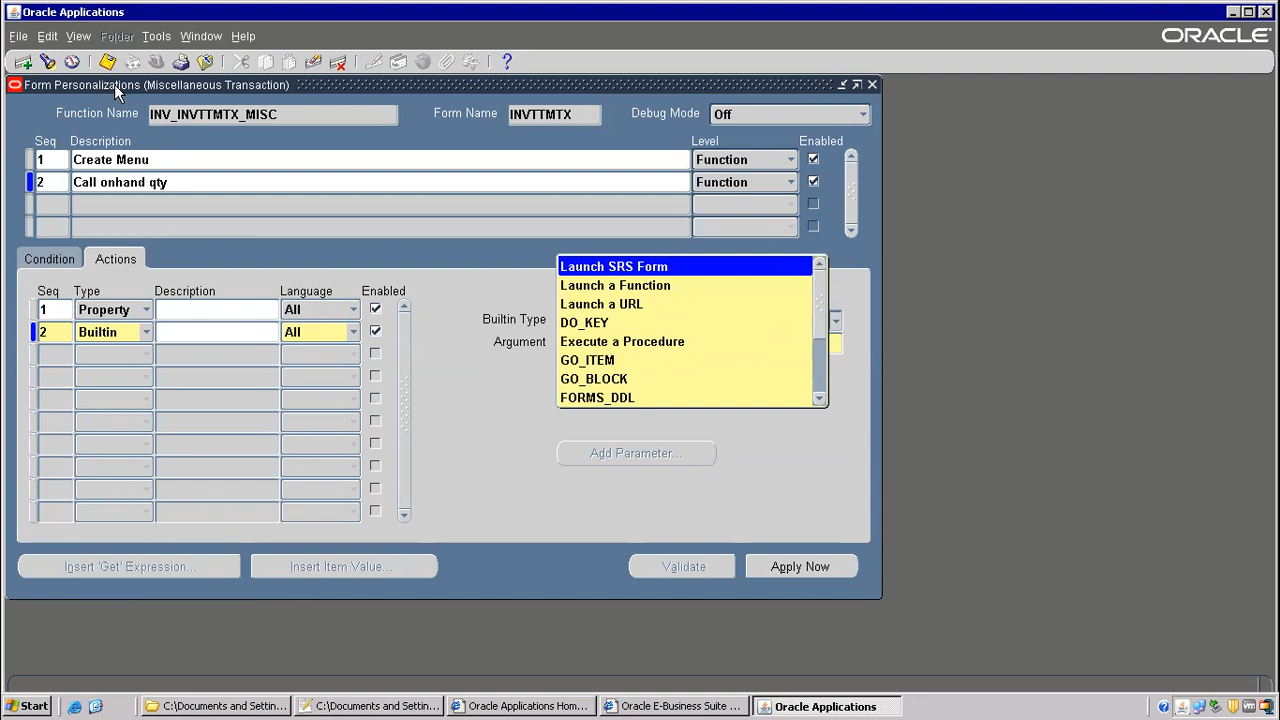 Oracle Applications
File Edit View Folder Tools Window Help
ORACLE
Form Personalizations (Miscellaneous Transaction)
Function Name INV_INVTTMTX_MISC Form Name INVTTMTX Debug Mode Off
Seq Description Level Enabled
1 Create Menu Function
2 Call onhand qty Function
Condition Actions
Seq Type Description Language Enabled
1 Property All
2 Builtin All
Builtin Type
Argument
Launch SRS Form
Launch a Function
Launch a URL
DO_KEY
Execute a Procedure
GO_ITEM
GO_BLOCK
FORMS_DDL
Add Parameter...
Insert 'Get' Expression... Insert Item Value... Validate Apply Now
Start C:\Documents and Setting... C:\Documents and Setting... Oracle Applications Hom... Oracle E-Business Suite ... Oracle Applications